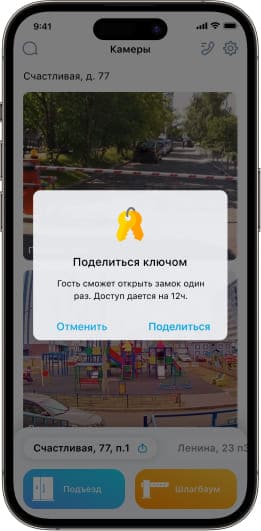 9:41
Камеры
Счастливая, д. 77
Поделиться ключом
Гость сможет открыть замок один
раз. Доступ дается на 12ч.
Отменить
Поделиться
Счастливая, 77, п.1
Ленина, 23 п
Подъезд
Шлагбаум